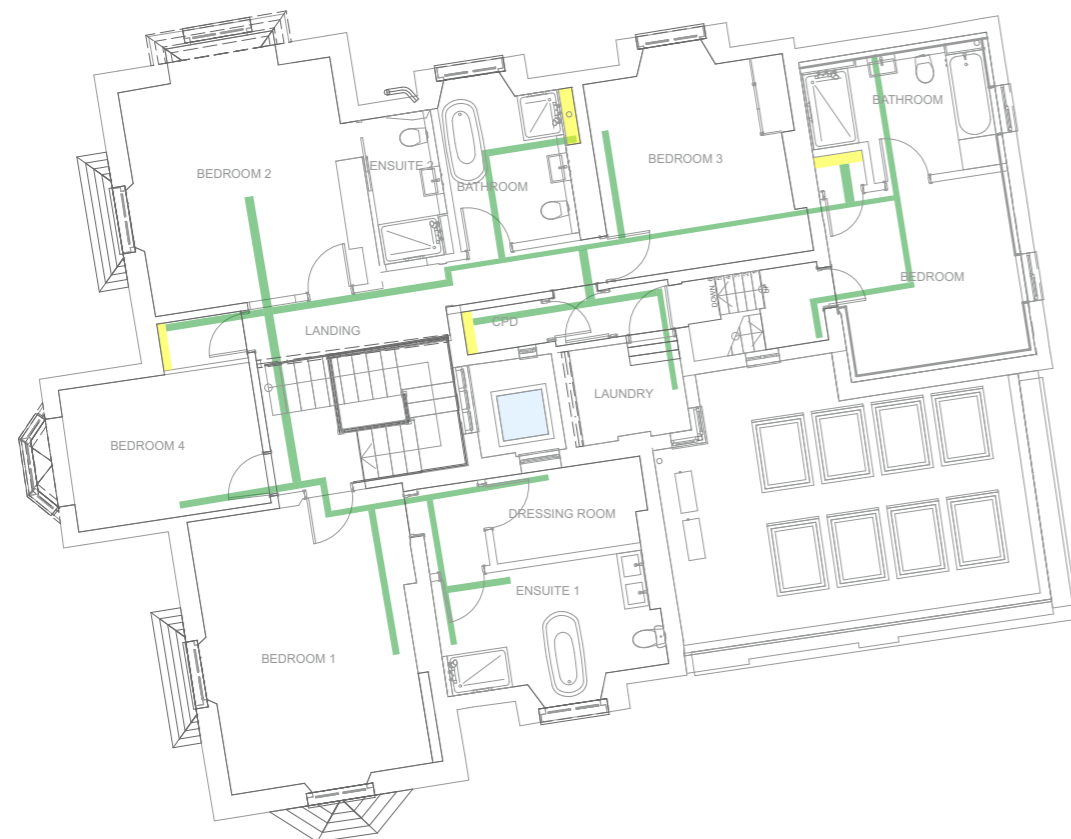 BATHROOM
BEDROOM 3
ENSUITE 2
BEDROOM 2
BATHROOM
BEDROOM
DOWN
LANDING
CPD
LAUNDRY
BEDROOM 4
DRESSING ROOM
ENSUITE 1
BEDROOM 1